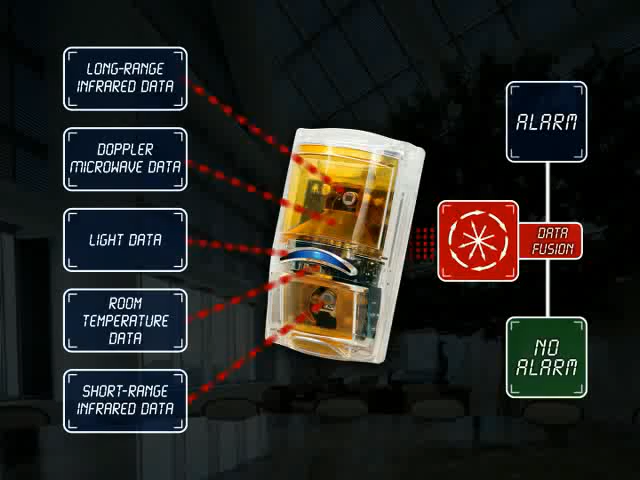 LONG-RANGE
INFRARED DATA
DOPPLER
MICROWAVE DATA
LIGHT DATA
ROOM
TEMPERATURE
DATA
SHORT-RANGE
INFRARED DATA
ALARM
DATA
FUSION
NO
ALARM